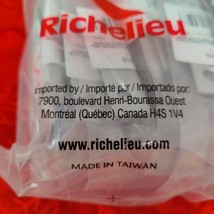 Richelieu
Imported by / Importé par / Importado por:
7900, boulevard Henri-Bourassa Ouest
Montréal (Québec) Canada H4S 1V4
www.richelieu.com
MADE IN TAIWAN